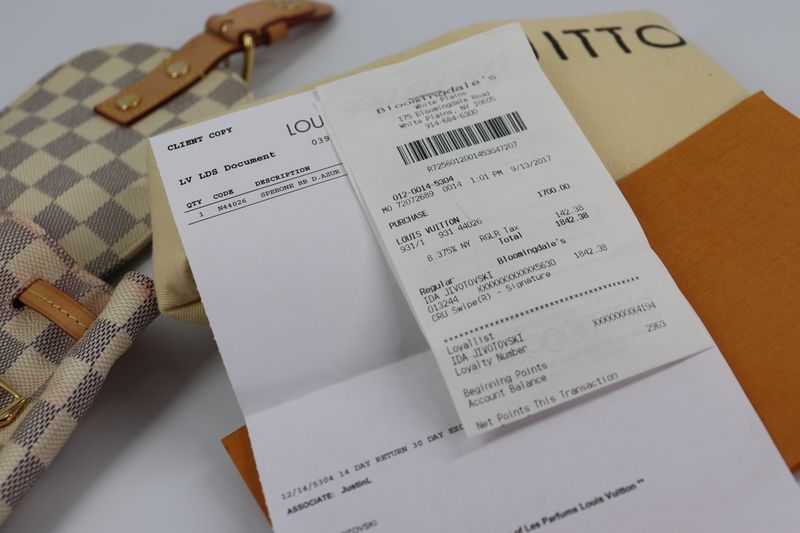 UITTO
CLIENT COPY
LOU
LV LDS Document
039
QTY CODE DESCRIPTION
1 N44026 SPERONE BB D.AZUR
12/14/5304 14 DAY RETURN 30 DAY EXC
ASSOCIATE: JustinL
OTOVSKI
of Les Parfums Louis Vuitton **
Bloomingdale's
White Plains
175 Bloomingdale Road
White Plains, NY 10605
914-684-6300
R7256012001453047207
012-0014-5304
MO 72072689 0014 1:01 PM 9/13/2017
PURCHASE
LOUIS VUITTON 1700.00
931/1 931 44026
8.375% NY RGLR Tax 142.38
Total 1842.38
Bloomingdale's
Regular 1842.38
IDA JIVOTOVSKI
013244 XXXXXXXXXXXX5630
CRU Swipe(R) - Signature
Loyallist
IDA JIVOTOVSKI
Loyalty Number XXXXXXXXX4194
Beginning Points 2963
Account Balance
Net Points This Transaction